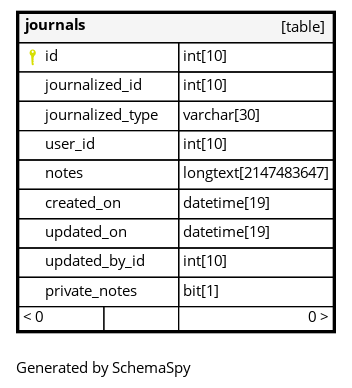 journals [table]
id int[10]
journalized_id int[10]
journalized_type varchar[30]
user_id int[10]
notes longtext[2147483647]
created_on datetime[19]
updated_on datetime[19]
updated_by_id int[10]
private_notes bit[1]
< 0 0 >
Generated by SchemaSpy